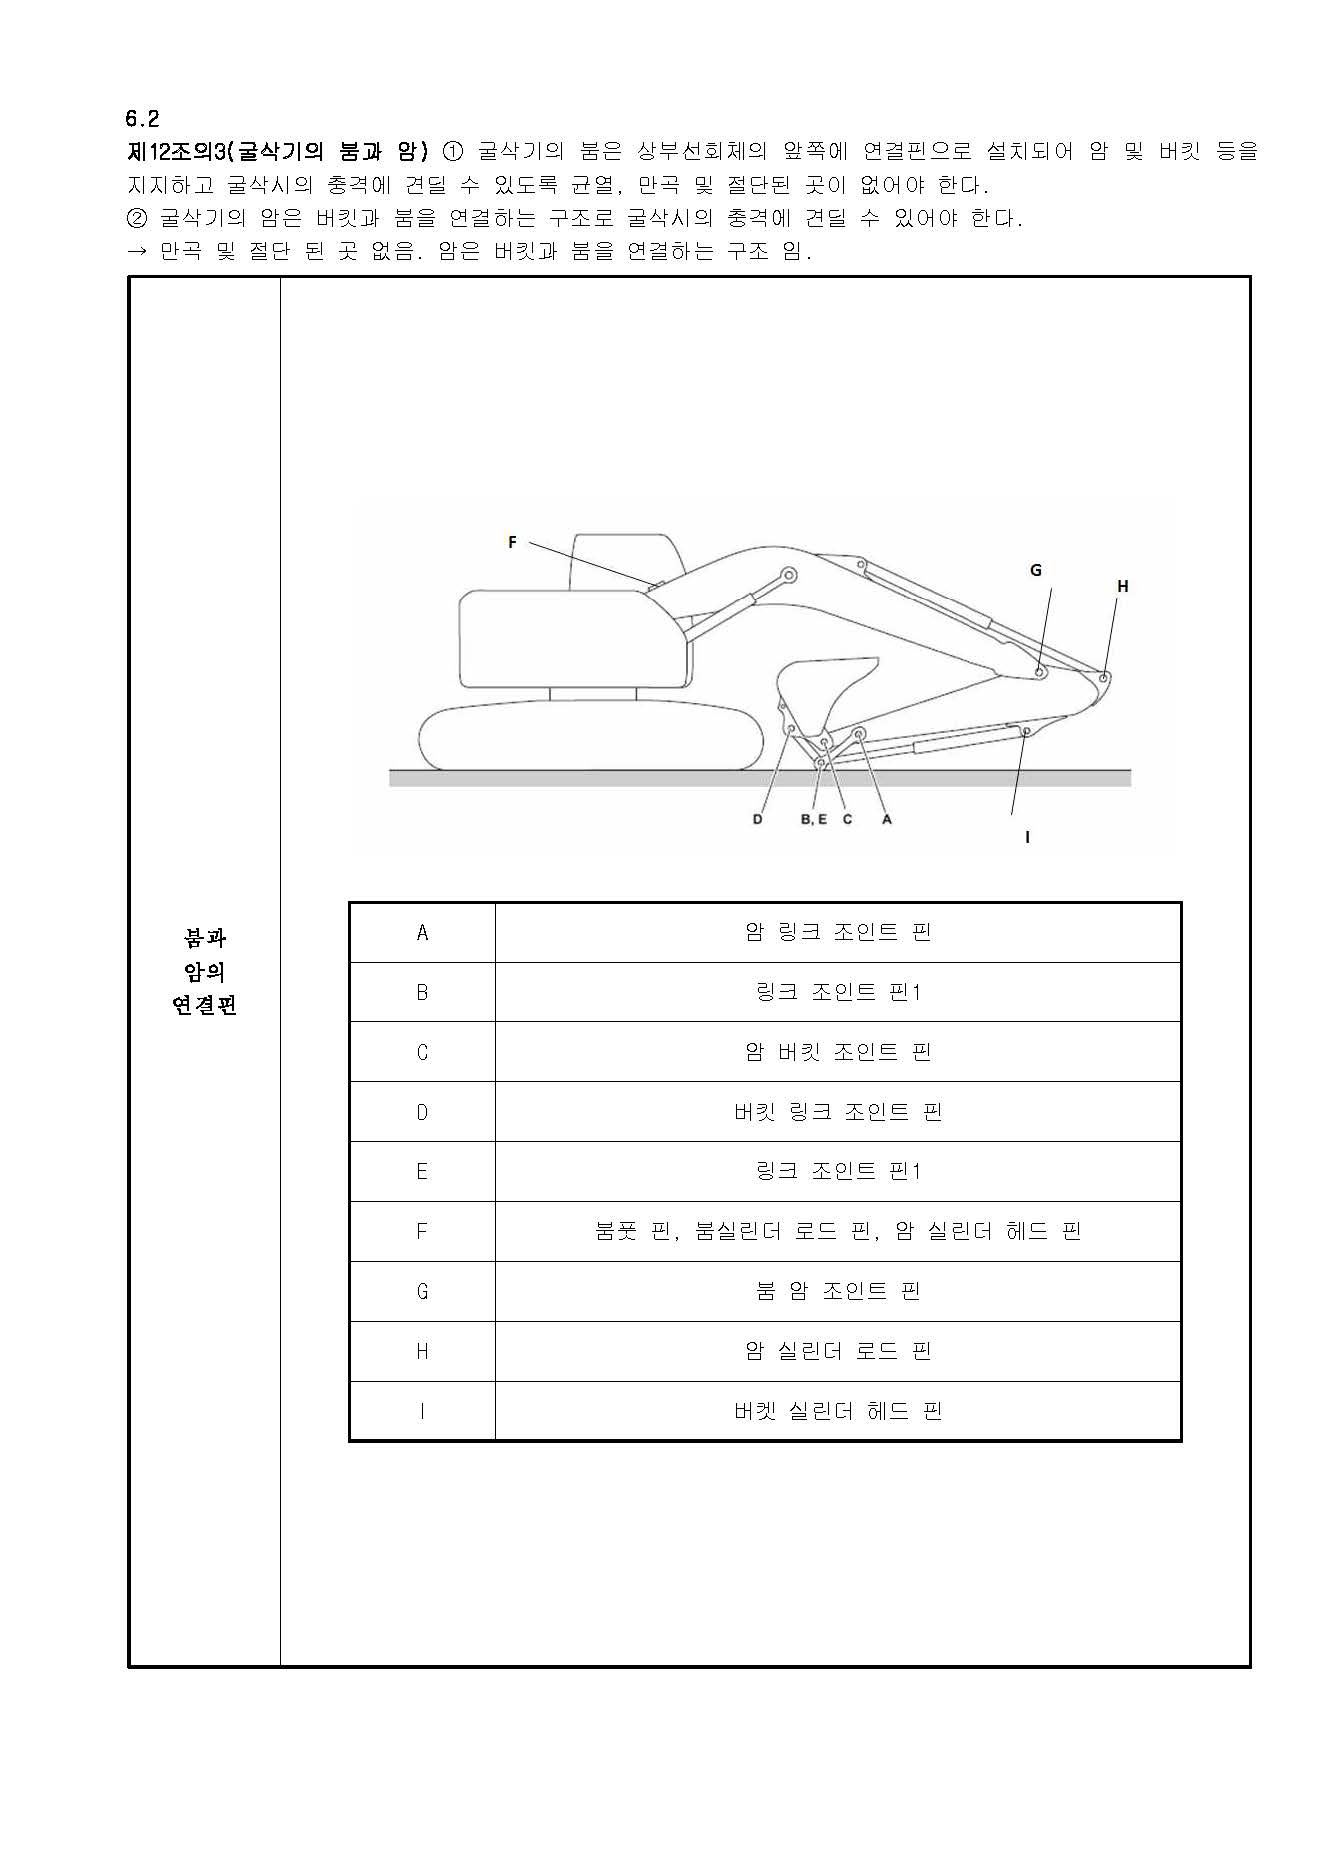 6.2
제12조의3(굴삭기의 붐과 암) ① 굴삭기의 붐은 상부선회체의 앞쪽에 연결핀으로 설치되어 암 및 버킷 등을
지지하고 굴삭시의 충격에 견딜 수 있도록 균열, 만곡 및 절단된 곳이 없어야 한다.
② 굴삭기의 암은 버킷과 붐을 연결하는 구조로 굴삭시의 충격에 견딜 수 있어야 한다.
→ 만곡 및 절단 된 곳 없음. 암은 버킷과 붐을 연결하는 구조 임.
F
G
H
D B, E C A
I
붐과
암의
연결핀
A 암 링크 조인트 핀
B 링크 조인트 핀1
C 암 버킷 조인트 핀
D 버킷 링크 조인트 핀
E 링크 조인트 핀1
F 붐풋 핀, 붐실린더 로드 핀, 암 실린더 헤드 핀
G 붐 암 조인트 핀
H 암 실린더 로드 핀
I 버켓 실린더 헤드 핀